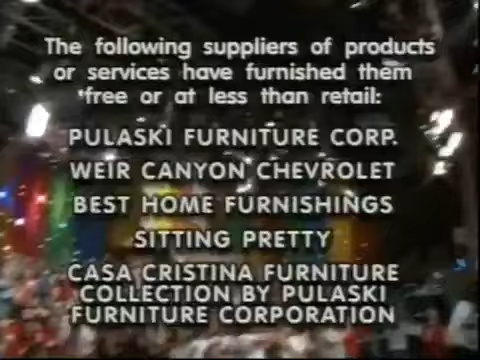 The following suppliers of products
or services have furnished them
free or at less than retail:
PULASKI FURNITURE CORP.
WEIR CANYON CHEVROLET
BEST HOME FURNISHINGS
SITTING PRETTY
CASA CRISTINA FURNITURE
COLLECTION BY PULASKI
FURNITURE CORPORATION